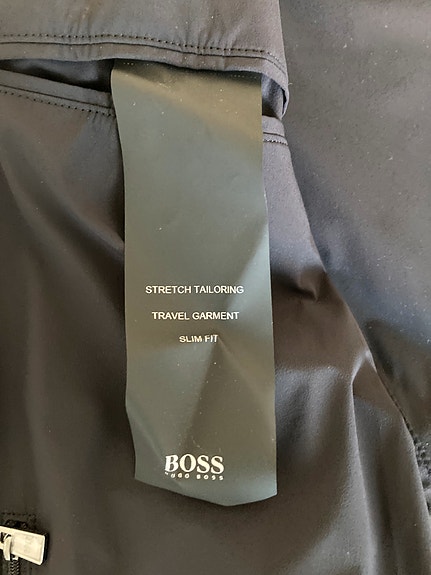 STRETCH TAILORING
TRAVEL GARMENT
SLIM FIT
BOSS
HUGO BOSS